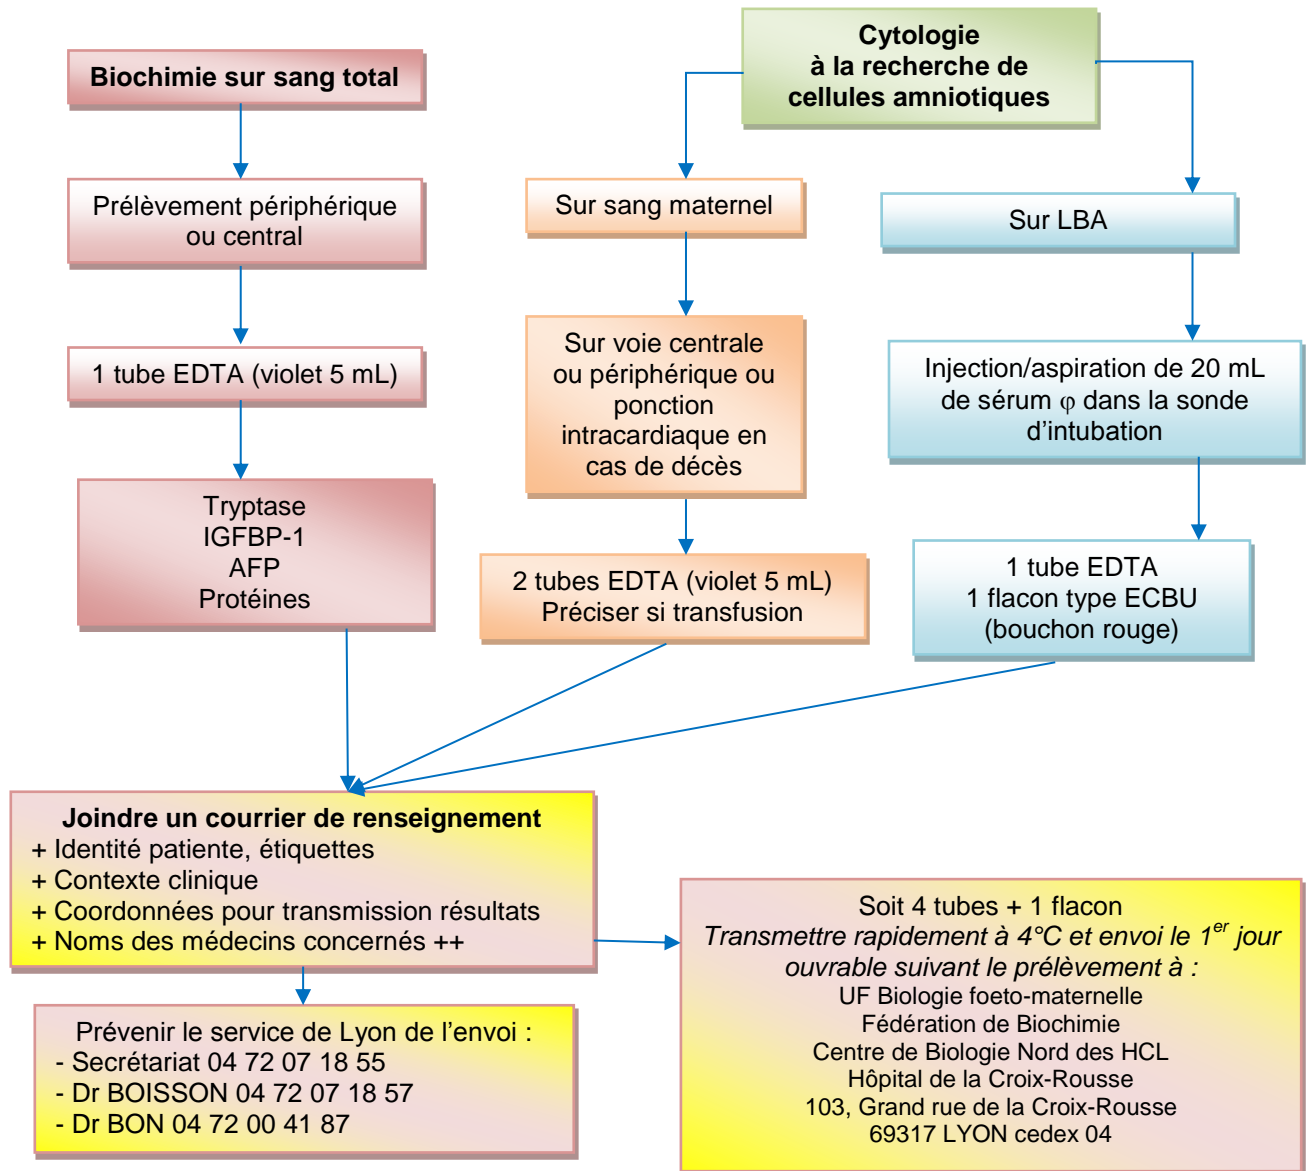 Biochimie sur sang total
Prélèvement périphérique
ou central
1 tube EDTA (violet 5 mL)
Tryptase
IGFBP-1
AFP
Protéines
Cytologie
à la recherche de
cellules amniotiques
Sur sang maternel
Sur voie centrale
ou périphérique ou
ponction
intracardiaque en
cas de décès
2 tubes EDTA (violet 5 mL)
Préciser si transfusion
Sur LBA
Injection/aspiration de 20 mL
de sérum φ dans la sonde
d’intubation
1 tube EDTA
1 flacon type ECBU
(bouchon rouge)
Joindre un courrier de renseignement
+ Identité patiente, étiquettes
+ Contexte clinique
+ Coordonnées pour transmission résultats
+ Noms des médecins concernés ++
Prévenir le service de Lyon de l’envoi :
- Secrétariat 04 72 07 18 55
- Dr BOISSON 04 72 07 18 57
- Dr BON 04 72 00 41 87
Soit 4 tubes + 1 flacon
Transmettre rapidement à 4°C et envoi le 1er jour
ouvrable suivant le prélèvement à :
UF Biologie foeto-maternelle
Fédération de Biochimie
Centre de Biologie Nord des HCL
Hôpital de la Croix-Rousse
103, Grand rue de la Croix-Rousse
69317 LYON cedex 04